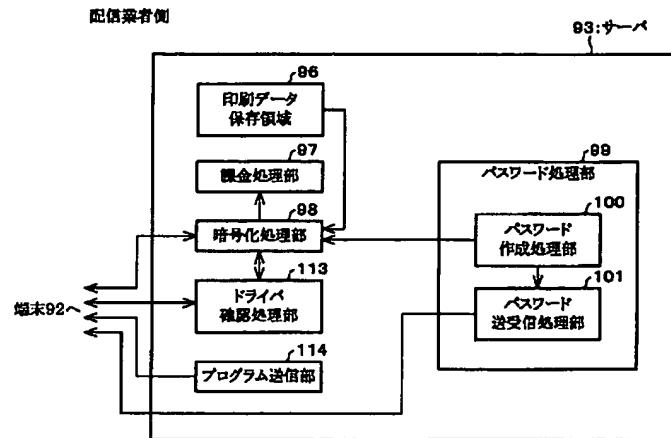 配信業者側
93:サーバ
96
印刷データ
保存領域
97
課金処理部
98
暗号化処理部
113
ドライバ
確認処理部
114
プログラム送信部
99
パスワード処理部
100
パスワード
作成処理部
101
パスワード
送受信処理部
端末92